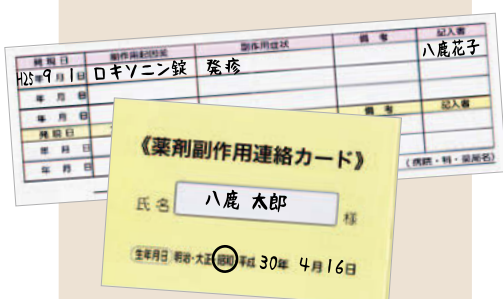 発現日 副作用起因薬 副作用症状 備考 記入者
H25年9月1日 ロキソニン錠 発疹 八鹿花子
年 月 日
年 月 日
発現日 備考 記入者
年 月 日
年 月 日
(病院・科・薬局名)
《薬剤副作用連絡カード》
氏名 八鹿 太郎 様
生年月日 明治・大正・昭和・平成 30年 4月16日